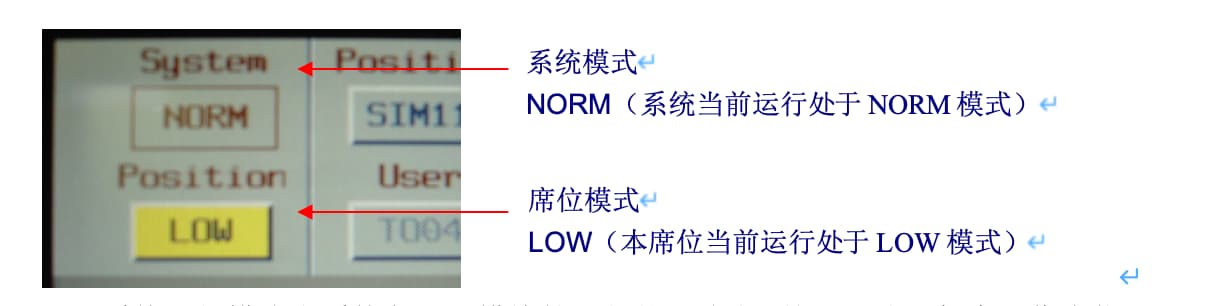 System
Positi
系统模式
NORM
SIM11
NORM（系统当前运行处于 NORM 模式）
Position
User
席位模式
LOW
TO04
LOW（本席位当前运行处于 LOW 模式）